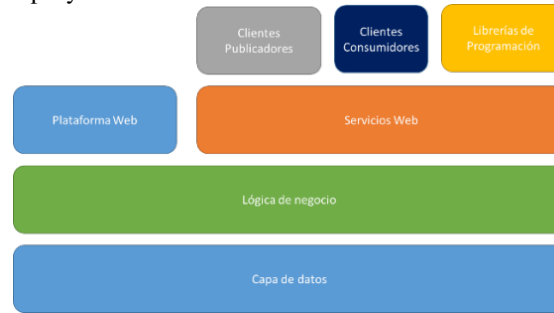 Clientes
Publicadores
Clientes
Consumidores
Librerías de
Programación
Plataforma Web
Servicios Web
Lógica de negocio
Capa de datos